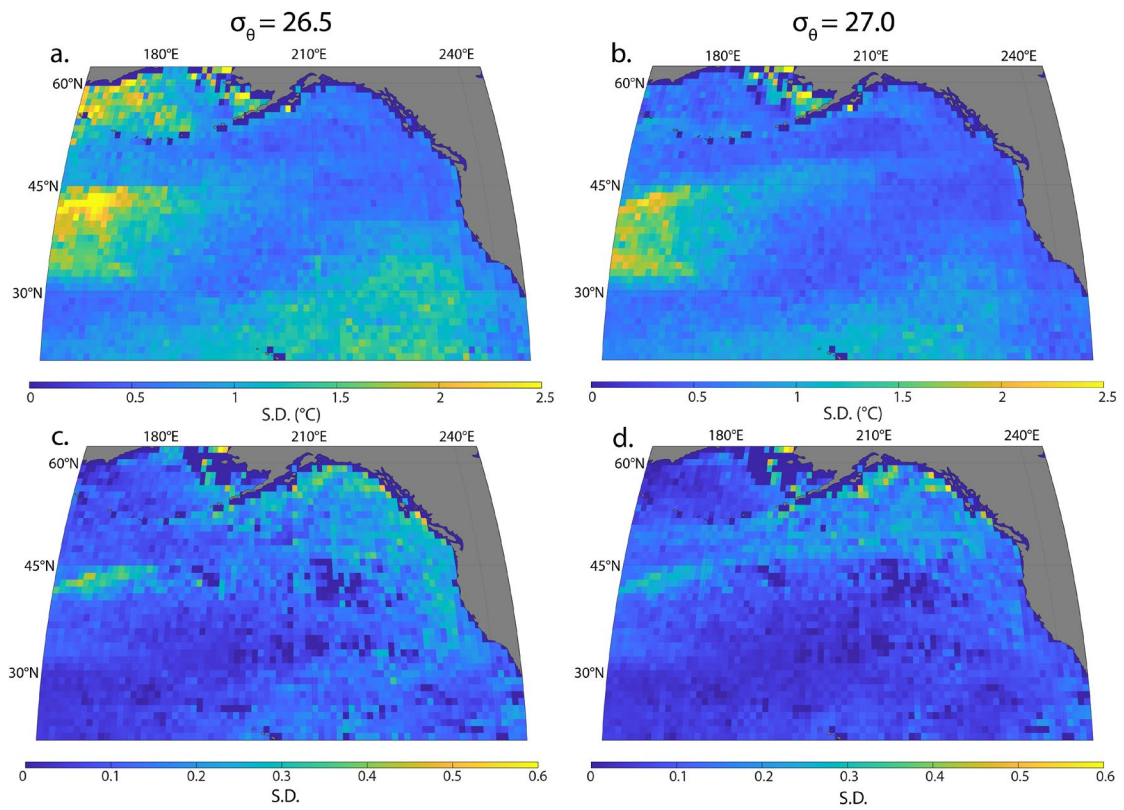 σθ = 26.5 σθ = 27.0
a. b.
180°E 210°E 240°E 180°E 210°E 240°E
60°N 60°N
45°N 45°N
30°N 30°N
0 0.5 1 1.5 2 2.5 0 0.5 1 1.5 2 2.5
S.D. (°C) S.D. (°C)
c. d.
180°E 210°E 240°E 180°E 210°E 240°E
60°N 60°N
45°N 45°N
30°N 30°N
0 0.1 0.2 0.3 0.4 0.5 0.6 0 0.1 0.2 0.3 0.4 0.5 0.6
S.D. S.D.